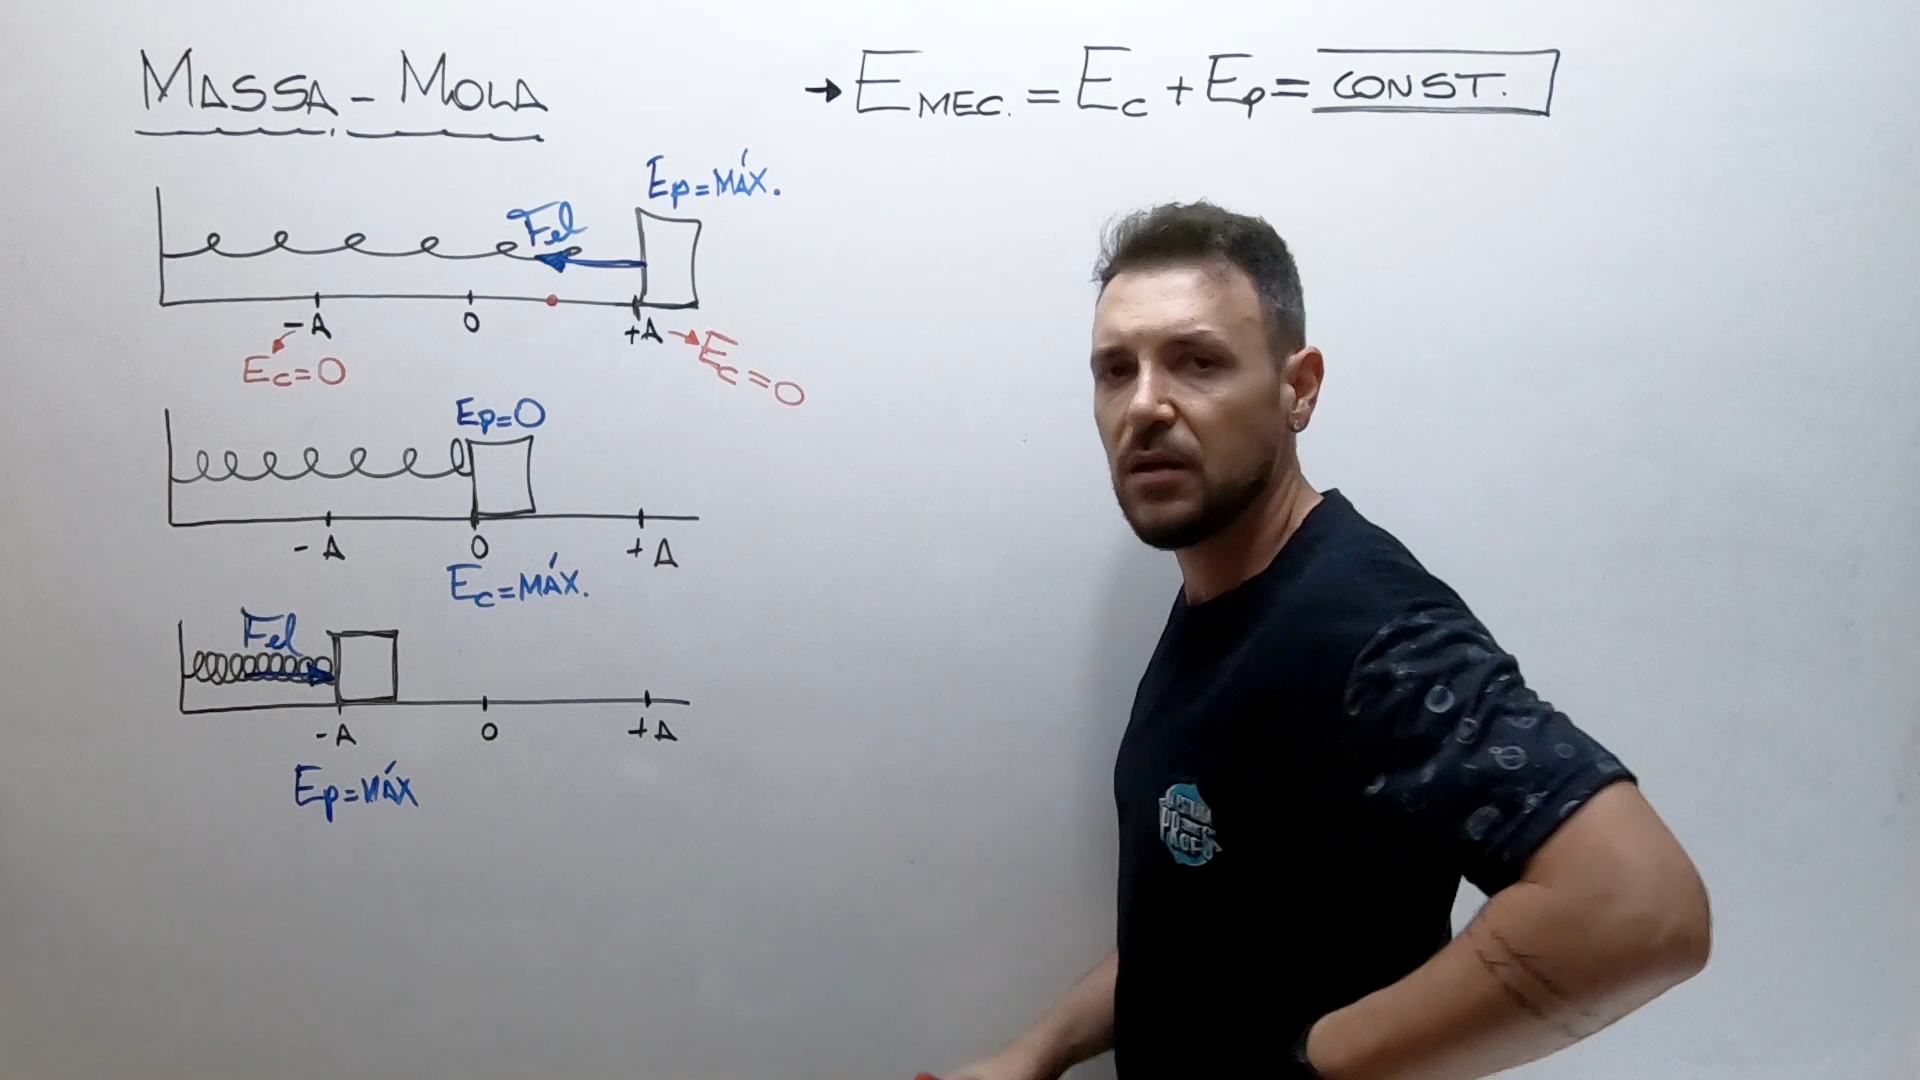 MASSA - MOLA
→ EMEC. = Ec + Ep = CONST.
Ep = MÁX.
Fel
-A 0 +A
Ec = 0
Ec = 0
Ep = 0
-A 0 +A
Ec = MÁX.
Fel
-A 0 +A
Ep = MÁX
PROFS